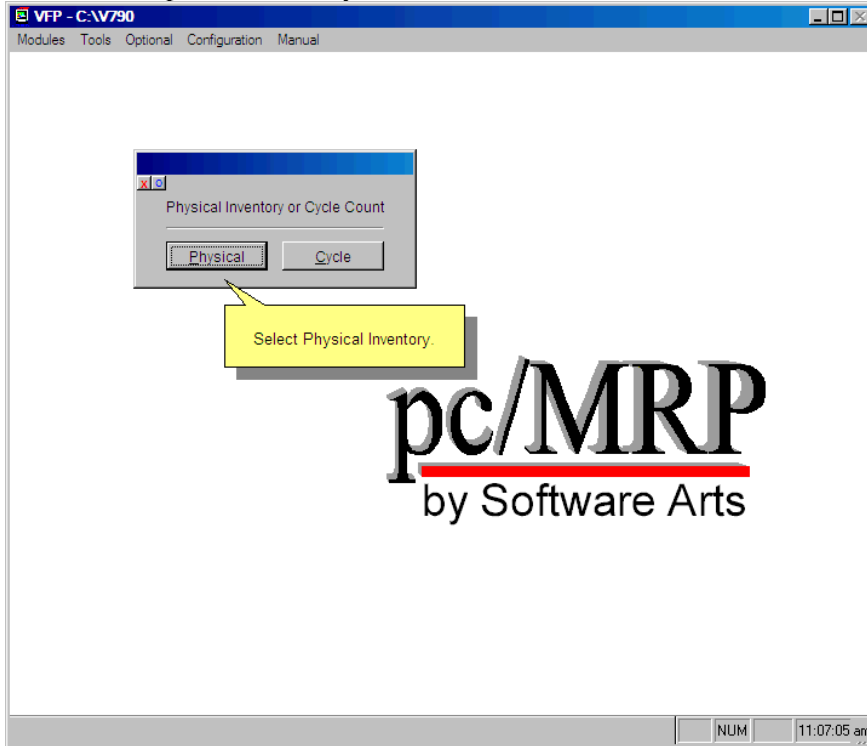 VFP - C:\V790
Modules Tools Optional Configuration Manual
X O
Physical Inventory or Cycle Count
Physical Cycle
Select Physical Inventory.
pc/MRP
by Software Arts
NUM 11:07:05 am